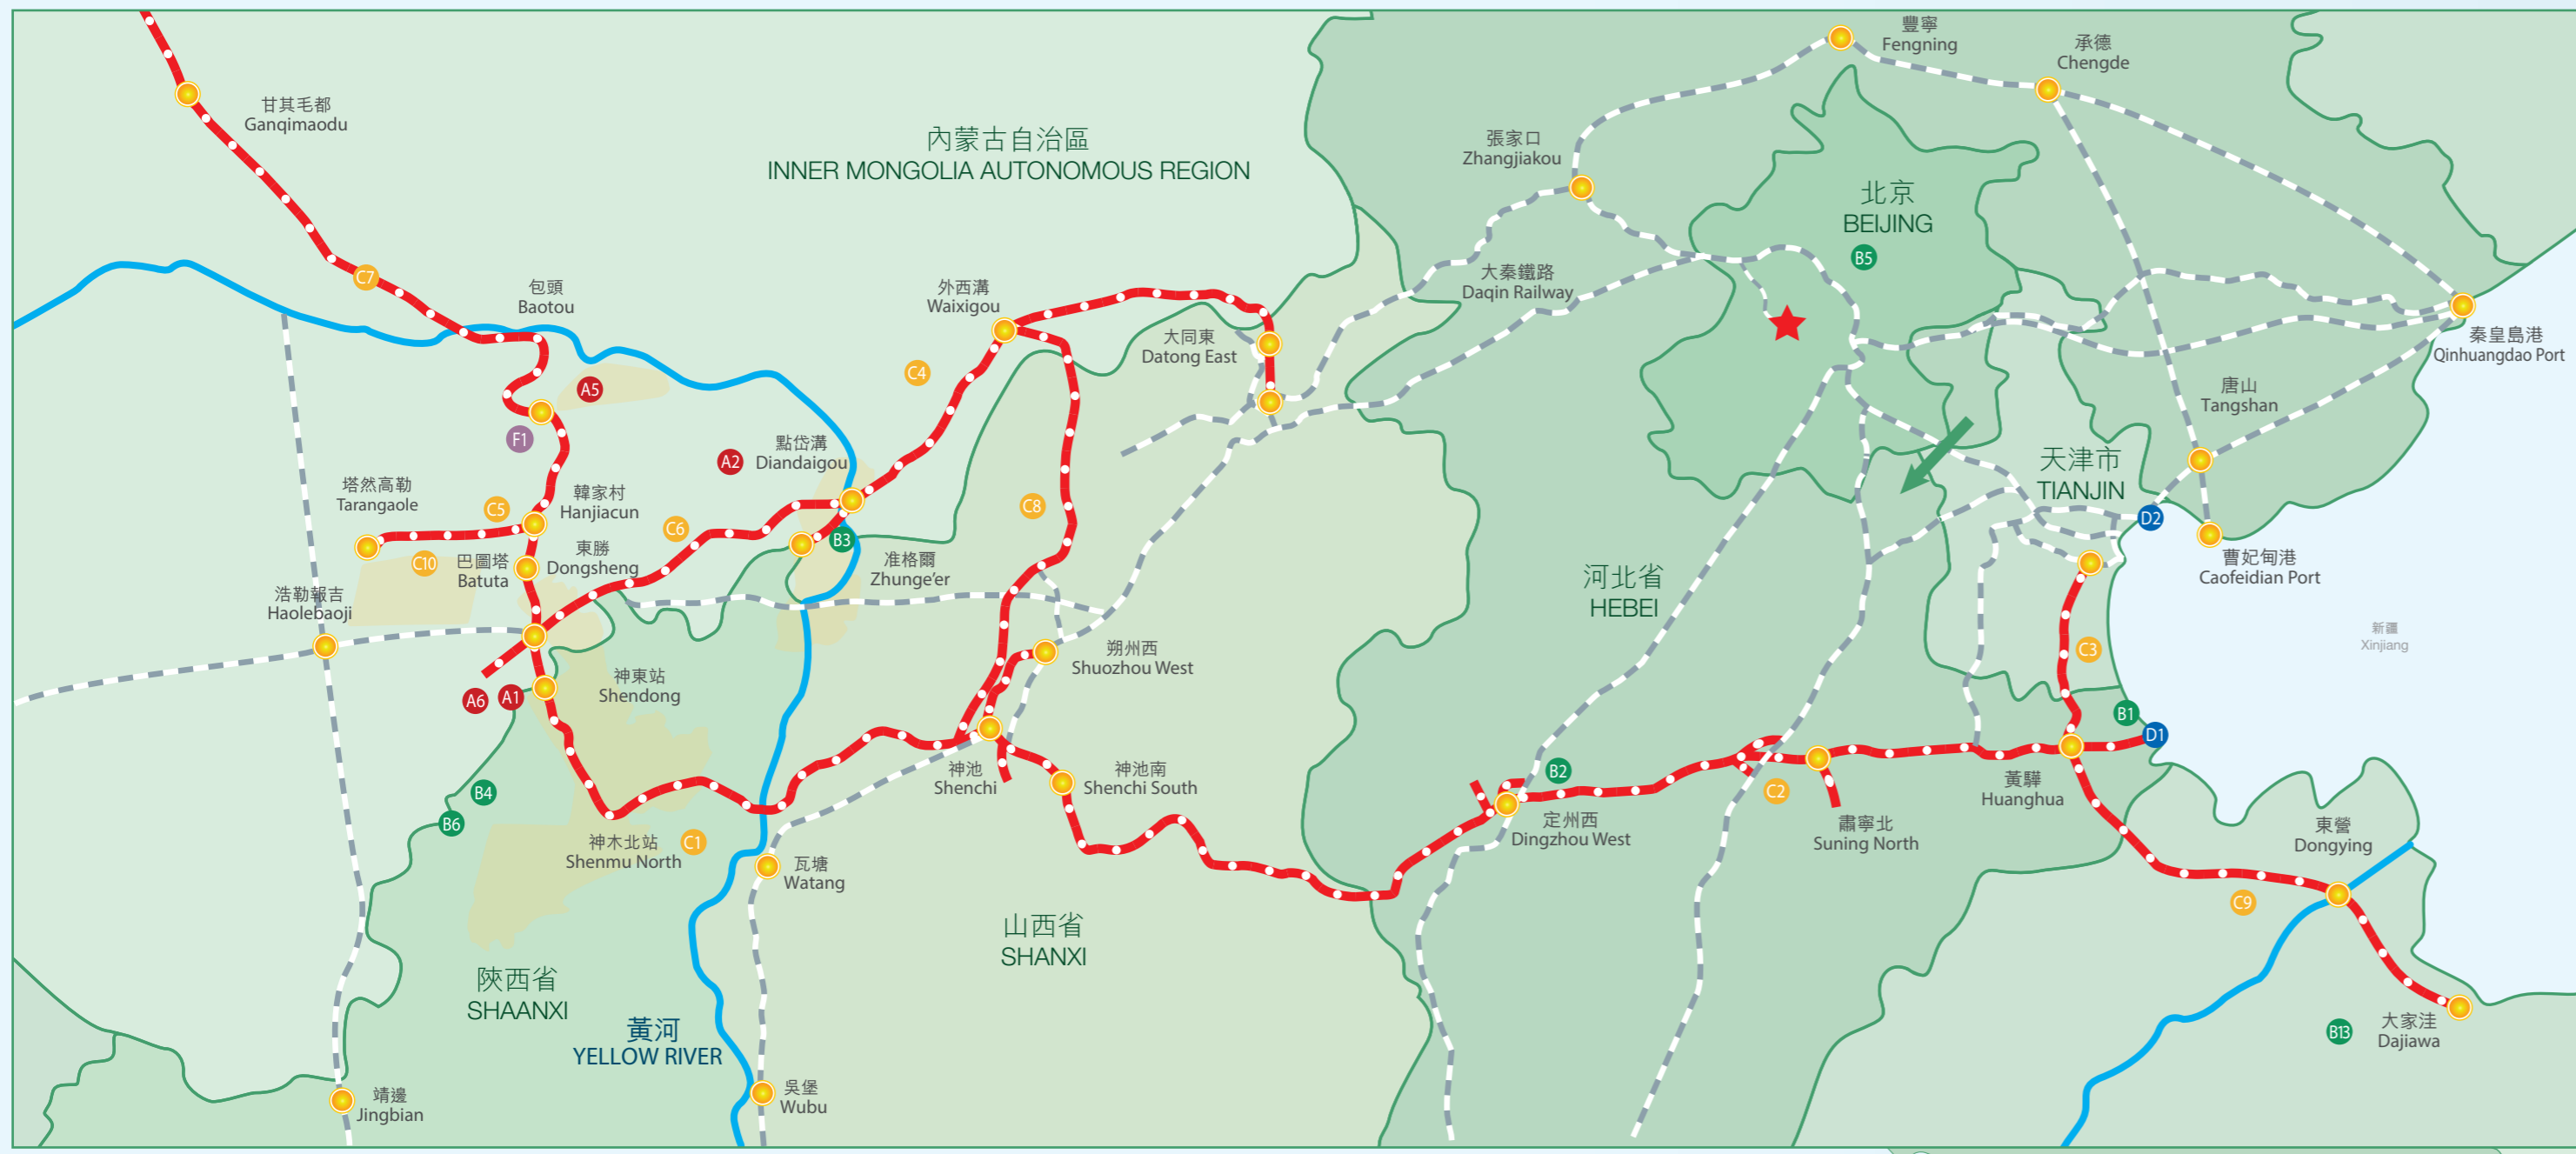 豐寧
Fengning
承德
Chengde
甘其毛都
Ganqimaodu
內蒙古自治區
INNER MONGOLIA AUTONOMOUS REGION
張家口
Zhangjiakou
北京
BEIJING
B5
C7
包頭
Baotou
外西溝
Waixigou
大秦鐵路
Daqin Railway
大同東
Datong East
秦皇島港
Qinhuangdao Port
A5
C4
唐山
Tangshan
F1
A2
點岱溝
Diandaigou
天津市
TIANJIN
塔然高勒
Tarangaole
C5
韓家村
Hanjiacun
C6
C8
D2
B3
C10
巴圖塔
Batuta
東勝
Dongsheng
准格爾
Zhunge'er
河北省
HEBEI
曹妃甸港
Caofeidian Port
浩勒報吉
Haolebaoji
新疆
Xinjiang
朔州西
Shuozhou West
C3
神東站
Shendong
A6
A1
B1
D1
神池
Shenchi
神池南
Shenchi South
B2
C2
黃驊
Huanghua
B4
B6
定州西
Dingzhou West
肅寧北
Suning North
東營
Dongying
神木北站
Shenmu North
C1
瓦塘
Watang
C9
山西省
SHANXI
陝西省
SHAANXI
黃河
YELLOW RIVER
B13
大家洼
Dajiawa
靖邊
Jingbian
吳堡
Wubu